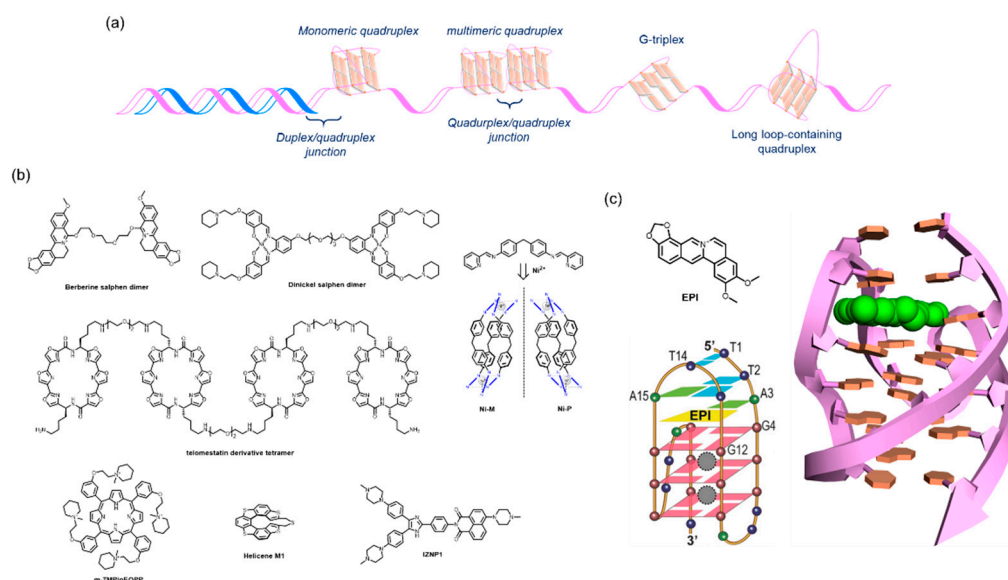 (a)
Monomeric quadruplex
multimeric quadruplex
G-triplex
Duplex/quadruplex
junction
Quadurplex/quadruplex
junction
Long loop-containing
quadruplex
(b)
Berberine salphen dimer
Dinickel salphen dimer
Ni²⁺
Ni-M
Ni-P
telomestatin derivative tetramer
m-TMPipEOPP
Helicene M1
IZNP1
(c)
EPI
5'
T1
T14
T2
A15
A3
EPI
G4
G12
3'